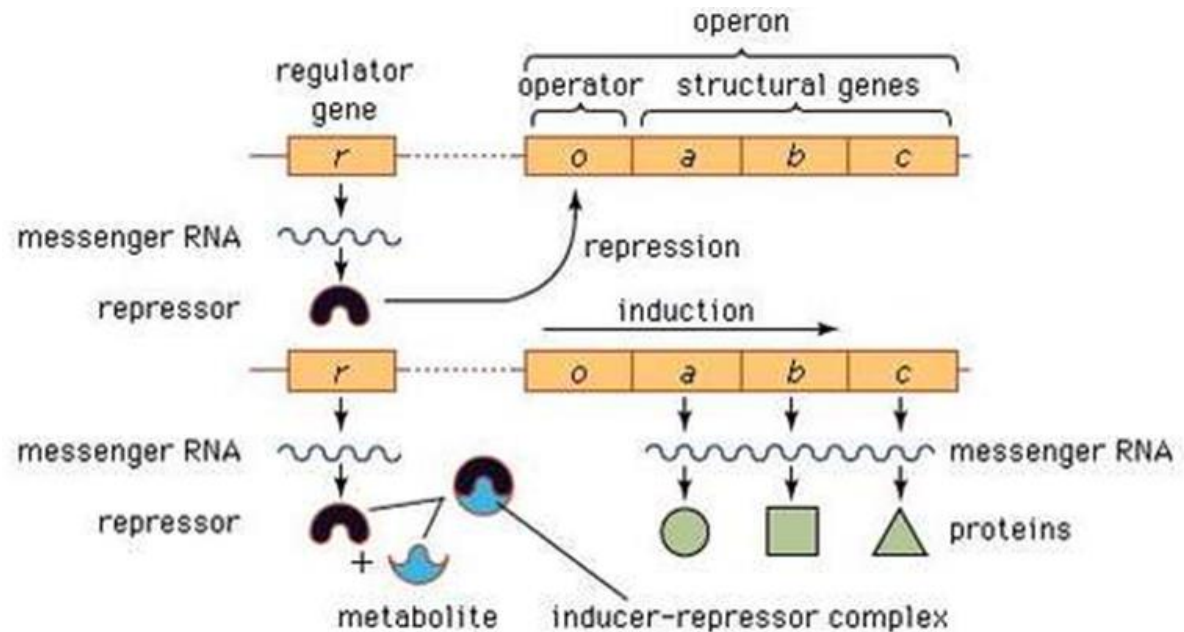 operon
regulator
gene
operator
structural genes
r
o
a
b
c
messenger RNA
repression
repressor
induction
r
o
a
b
c
messenger RNA
messenger RNA
repressor
+
proteins
metabolite
inducer-repressor complex